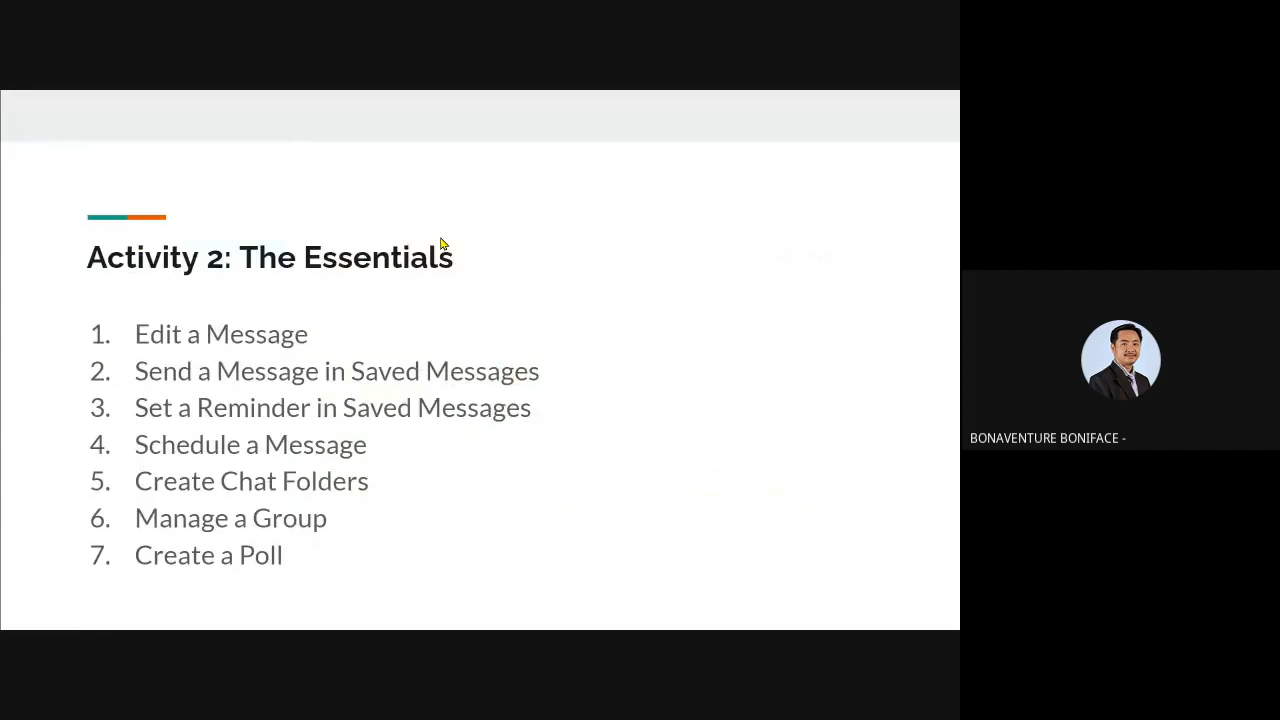 Activity 2: The Essentials
1. Edit a Message
2. Send a Message in Saved Messages
3. Set a Reminder in Saved Messages
4. Schedule a Message
5. Create Chat Folders
6. Manage a Group
7. Create a Poll
BONAVENTURE BONIFACE -